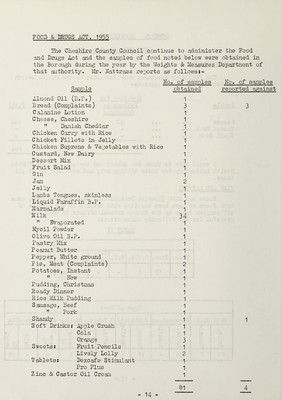 FOOD & DRUGS ACT, 1955
The Cheshire County Council continue to administer the Food
and Drugs Act and the samples of food noted below were obtained in
the Borough during the year by the Weights & Measures Department of
that authority. Mr. Nattrass reports as follows:-
No. of samples No. of samples
Sample obtained reported against
Almond Oil (B.P.) 1
Bread (Complaints) 3 3
Calamine Lotion 1
Cheese, Cheshire 1
" Danish Cheddar 1
Chicken Curry with Rice 1
Chicken Fillets in Jelly 1
Chicken Supreme & Vegetables with Rice 1
Custard, New Dairy 1
Dessert Mix 1
Fruit Salad 1
Gin 1
Jam 2
Jelly 1
Lambs Tongues, skinless 1
Liquid Paraffin B.P. 1
Marmalade 1
Milk 34
" Evaporated 1
Mycil Powder 1
Olive Oil B.P. 1
Pastry Mix 1
Peanut Butter 1
Pepper, White ground 1
Pie, Meat (Complaints) 2
Potatoes, Instant 1
" New 1
Pudding, Christmas 1
Ready Dinner 1
Rice Milk Pudding 1
Sausage, Beef 1
" Pork 1
Shandy 1 1
Soft Drinks: Apple Crush 1
Cola 1
Orange 3
Sweets: Fruit Pencils 1
Lively Lolly 2
Tablets: Stimulant 1
Pro Plus 1
Zinc & Castor Oil Cream 1
81 4
- 14 -